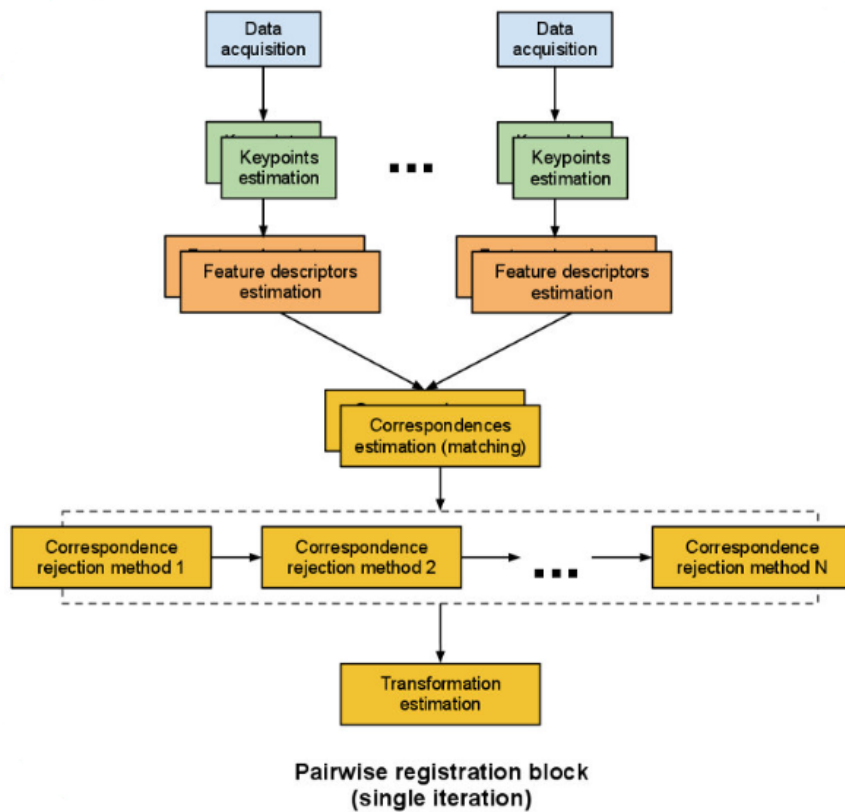 Data
acquisition
Data
acquisition
Keypoints
estimation
Keypoints
estimation
Feature descriptors
estimation
Feature descriptors
estimation
Correspondences
estimation (matching)
Correspondence
rejection method 1
Correspondence
rejection method 2
Correspondence
rejection method N
Transformation
estimation
Pairwise registration block
(single iteration)